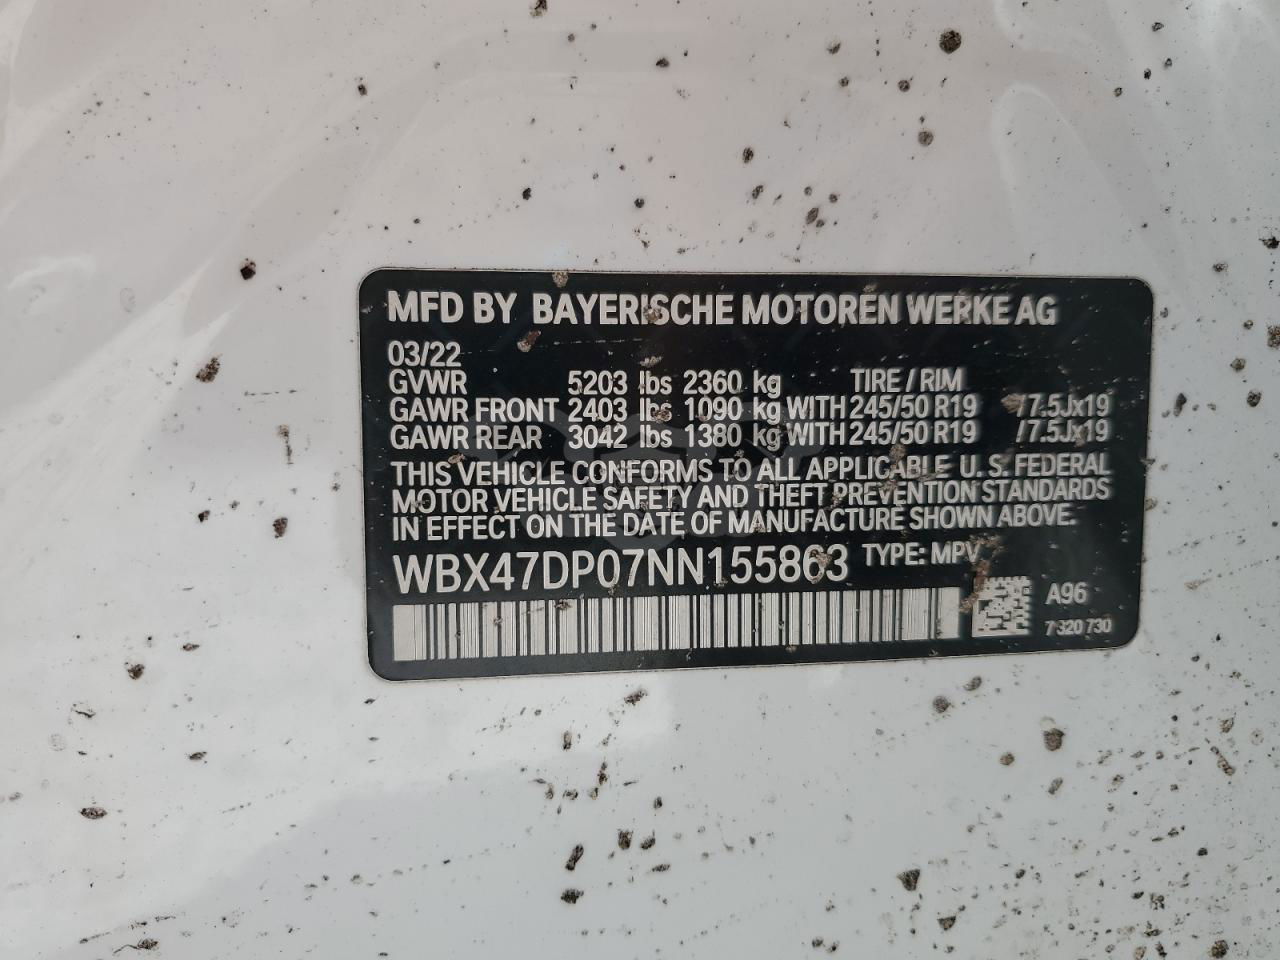 MFD BY BAYERISCHE MOTOREN WERKE AG
03/22
GVWR 5203 lbs 2360 kg TIRE / RIM
GAWR FRONT 2403 lbs 1090 kg WITH 245/50 R19 / 7.5Jx19
GAWR REAR 3042 lbs 1380 kg WITH 245/50 R19 / 7.5Jx19
THIS VEHICLE CONFORMS TO ALL APPLICABLE U. S. FEDERAL
MOTOR VEHICLE SAFETY AND THEFT PREVENTION STANDARDS
IN EFFECT ON THE DATE OF MANUFACTURE SHOWN ABOVE.
WBX47DP07NN155863 TYPE: MPV
A96
7 320 730